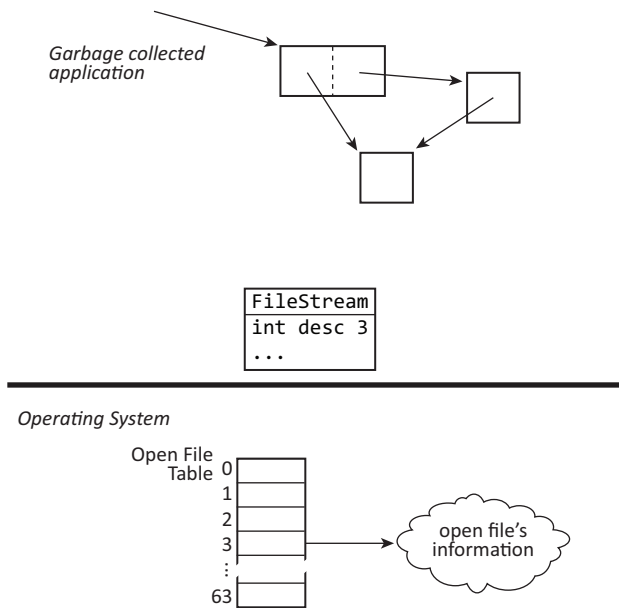 Garbage collected
application
FileStream
int desc 3
...
Operating System
Open File
Table
0
1
2
3
⋮
63
open file's
information